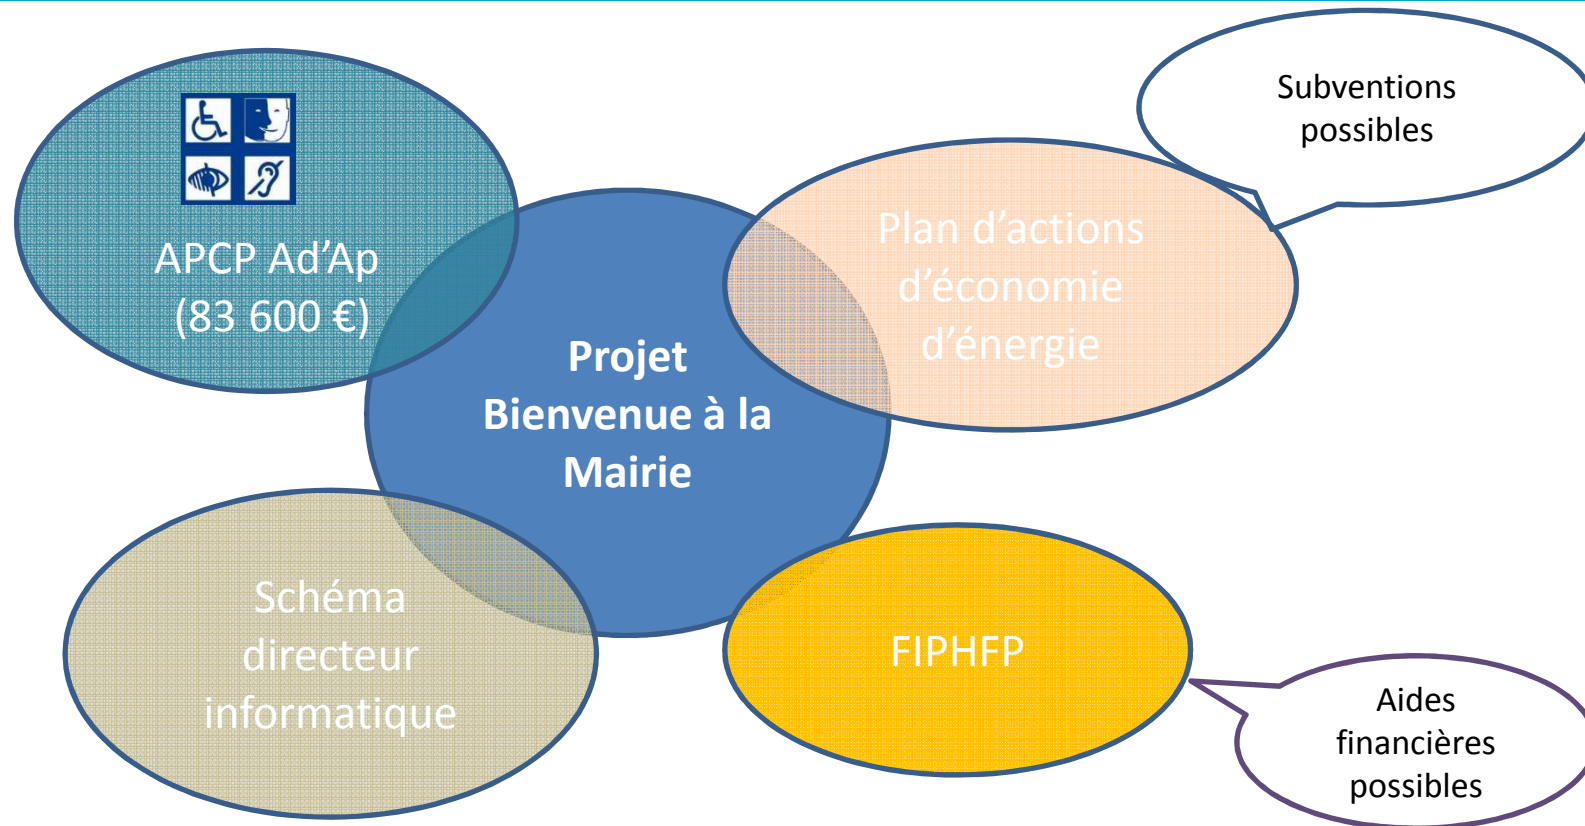 APCP Ad’Ap
(83 600 €)
Subventions
possibles
Plan d’actions
d’économie
d’énergie
Projet
Bienvenue à la
Mairie
Schéma
directeur
informatique
FIPHFP
Aides
financières
possibles